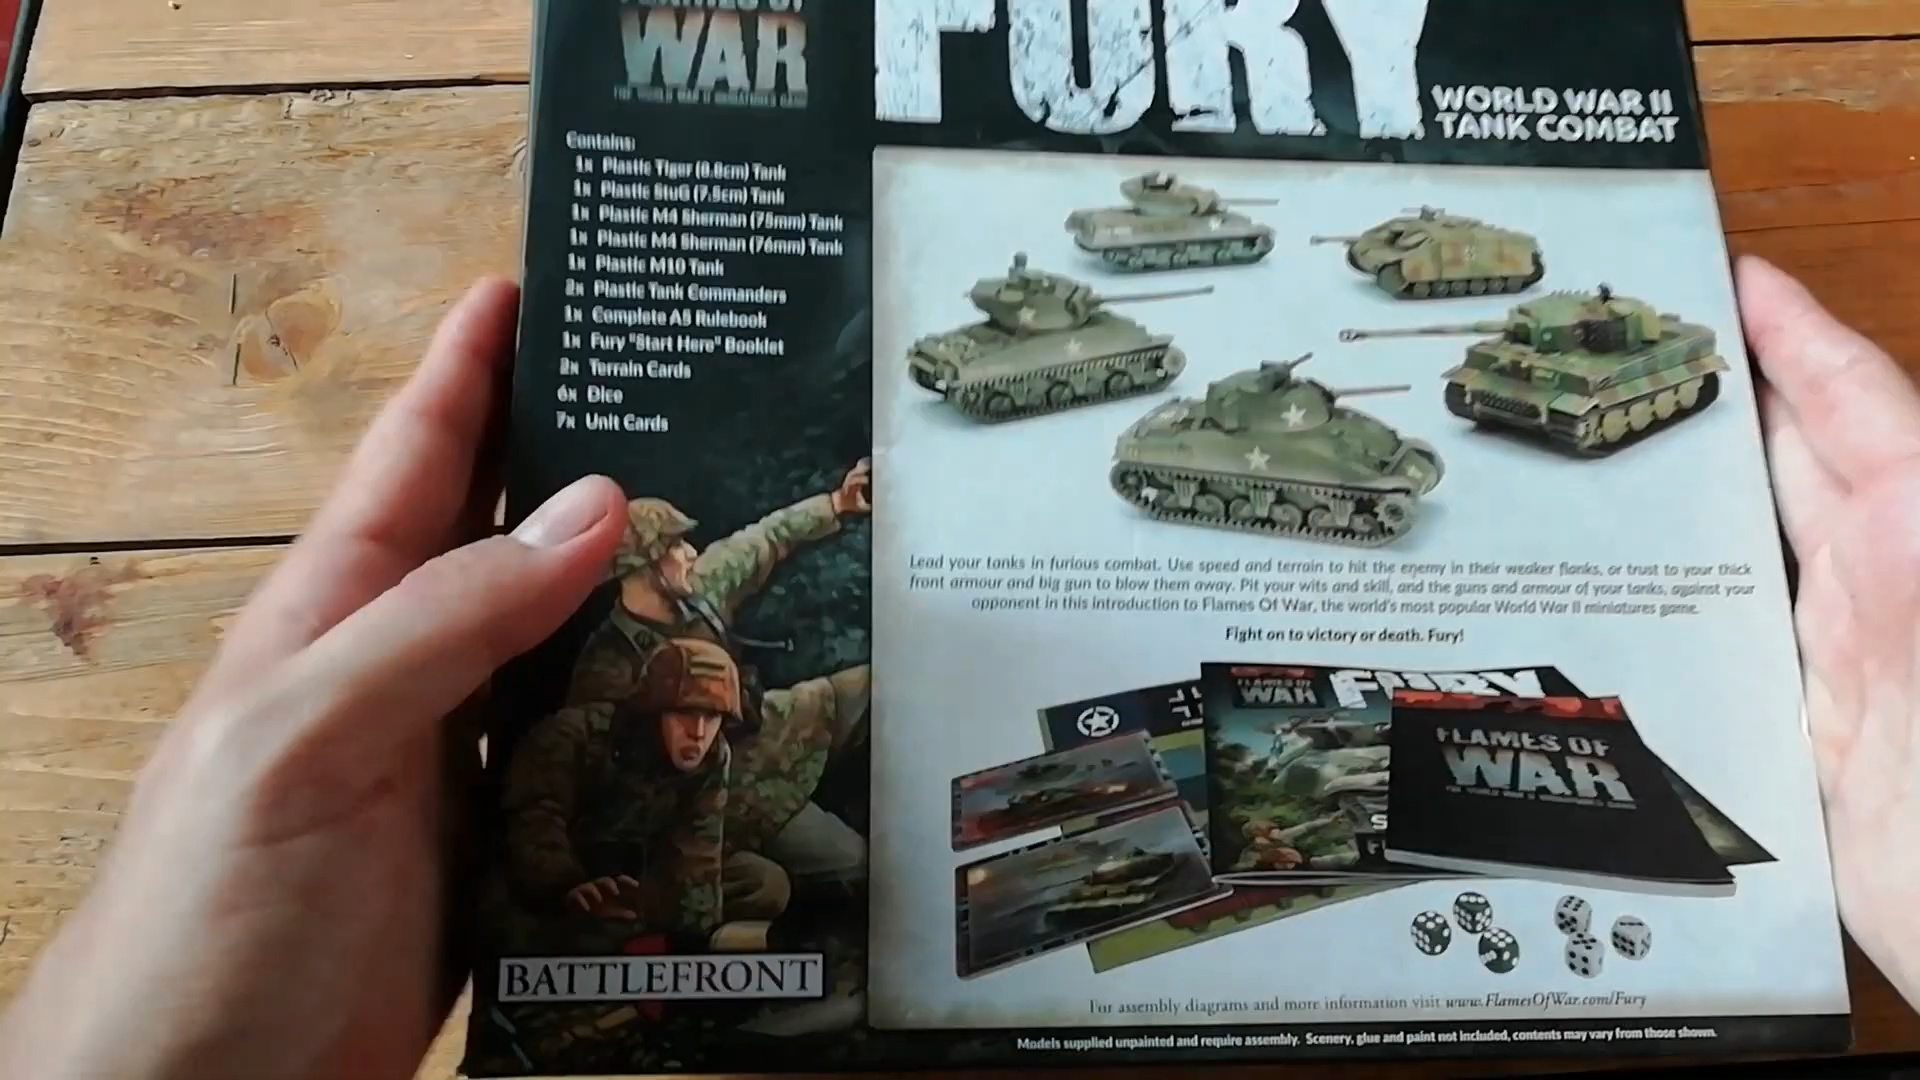 FLAMES OF
WAR
THE WORLD WAR II MINIATURES GAME
FURY
WORLD WAR II
TANK COMBAT
Contains:
1x Plastic Tiger (8.8cm) Tank
1x Plastic StuG (7.5cm) Tank
1x Plastic M4 Sherman (75mm) Tank
1x Plastic M4 Sherman (76mm) Tank
1x Plastic M10 Tank
2x Plastic Tank Commanders
1x Complete A5 Rulebook
1x Fury "Start Here" Booklet
2x Terrain Cards
6x Dice
7x Unit Cards
Lead your tanks in furious combat. Use speed and terrain to hit the enemy in their weaker flanks, or trust to your thick
front armour and big gun to blow them away. Pit your wits and skill, and the guns and armour of your tanks, against your
opponent in this introduction to Flames Of War, the world's most popular World War II miniatures game.
Fight on to victory or death. Fury!
FLAMES OF
WAR
FURY
FLAMES OF
WAR
BATTLEFRONT
For assembly diagrams and more information visit www.FlamesOfWar.com/Fury
Models supplied unpainted and require assembly. Scenery, glue and paint not included, contents may vary from those shown.